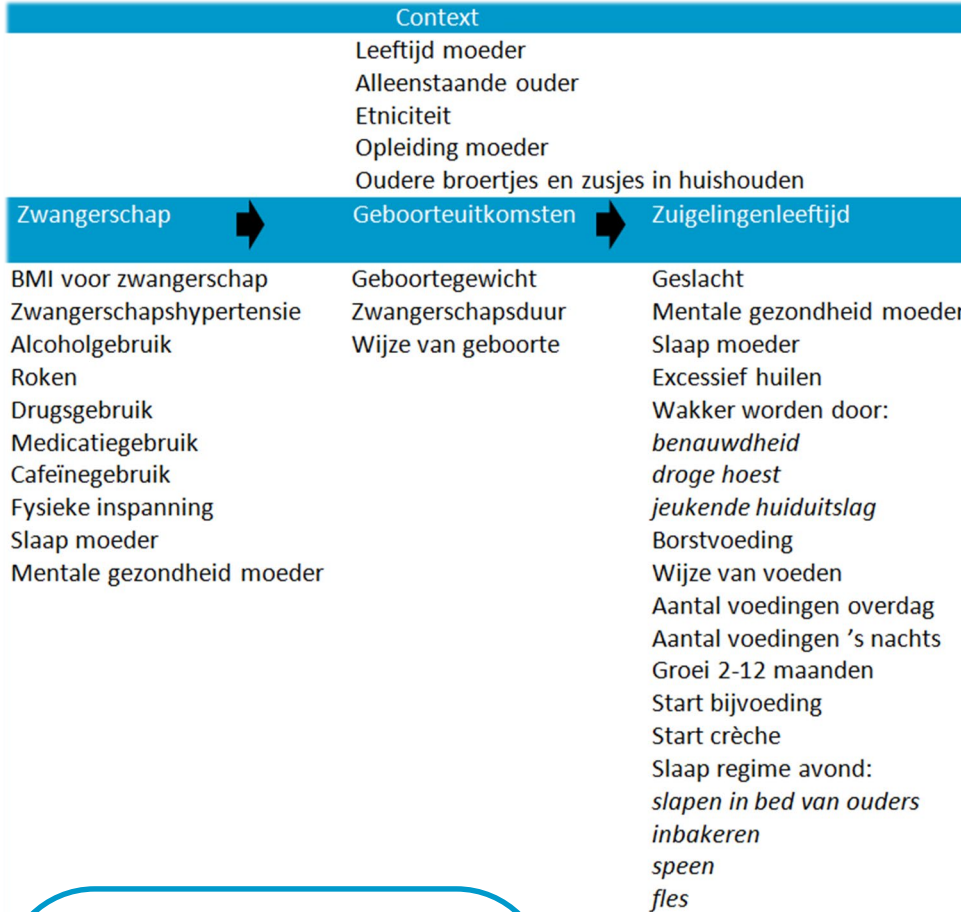 Context
Leeftijd moeder
Alleenstaande ouder
Etniciteit
Opleiding moeder
Oudere broertjes en zusjes in huishouden
Zwangerschap
BMI voor zwangerschap
Zwangerschapshypertensie
Alcoholgebruik
Roken
Drugsgebruik
Medicatiegebruik
Cafeïnegebruik
Fysieke inspanning
Slaap moeder
Mentale gezondheid moeder
Geboorteuitkomsten
Geboortegewicht
Zwangerschapsduur
Wijze van geboorte
Zuigelingenleeftijd
Geslacht
Mentale gezondheid moeder
Slaap moeder
Excessief huilen
Wakker worden door:
benauwdheid
droge hoest
jeukende huiduitslag
Borstvoeding
Wijze van voeden
Aantal voedingen overdag
Aantal voedingen ’s nachts
Groei 2-12 maanden
Start bijvoeding
Start crèche
Slaap regime avond:
slapen in bed van ouders
inbakeren
speen
fles